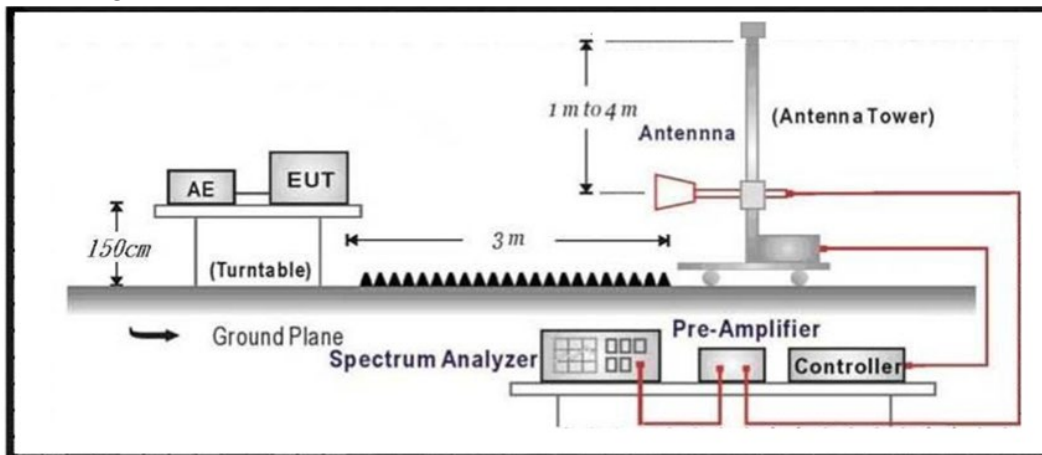 1 m to 4 m
(Antenna Tower)
Antennna
AE
EUT
150cm
3 m
(Turntable)
Ground Plane
Pre-Amplifier
Spectrum Analyzer
Controller